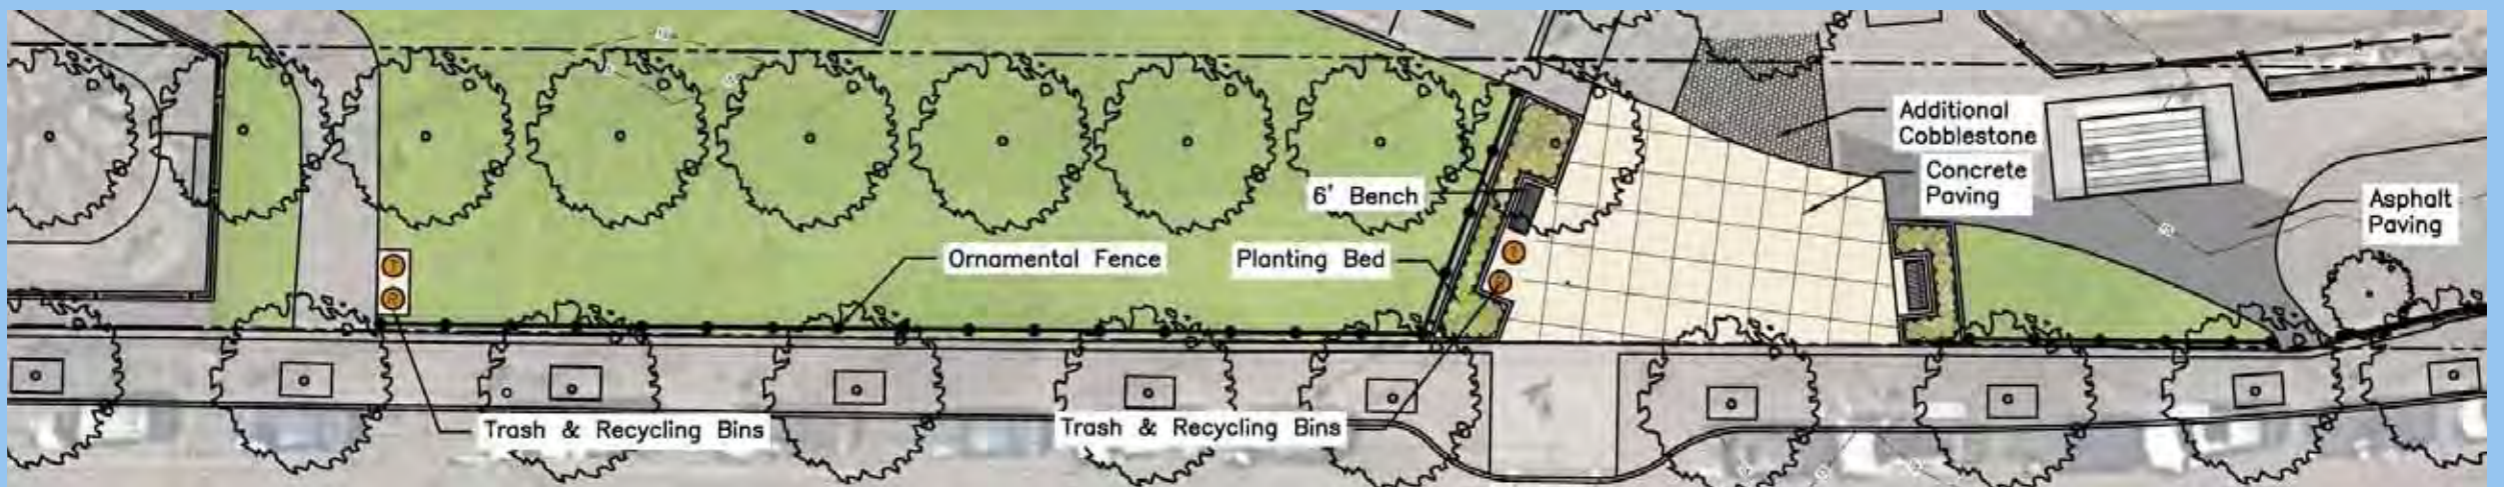 Additional
Cobblestone
Concrete
Paving
6' Bench
Asphalt
Paving
Ornamental Fence
Planting Bed
T
R
Trash & Recycling Bins
Trash & Recycling Bins